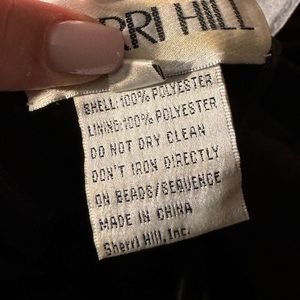 RRI HILL
SHELL:100% POLYESTER
LINING:100% POLYESTER
DO NOT DRY CLEAN
DON'T IRON DIRECTLY
ON BEADS/SEQUENCE
MADE IN CHINA
Sherri Hill, Inc.